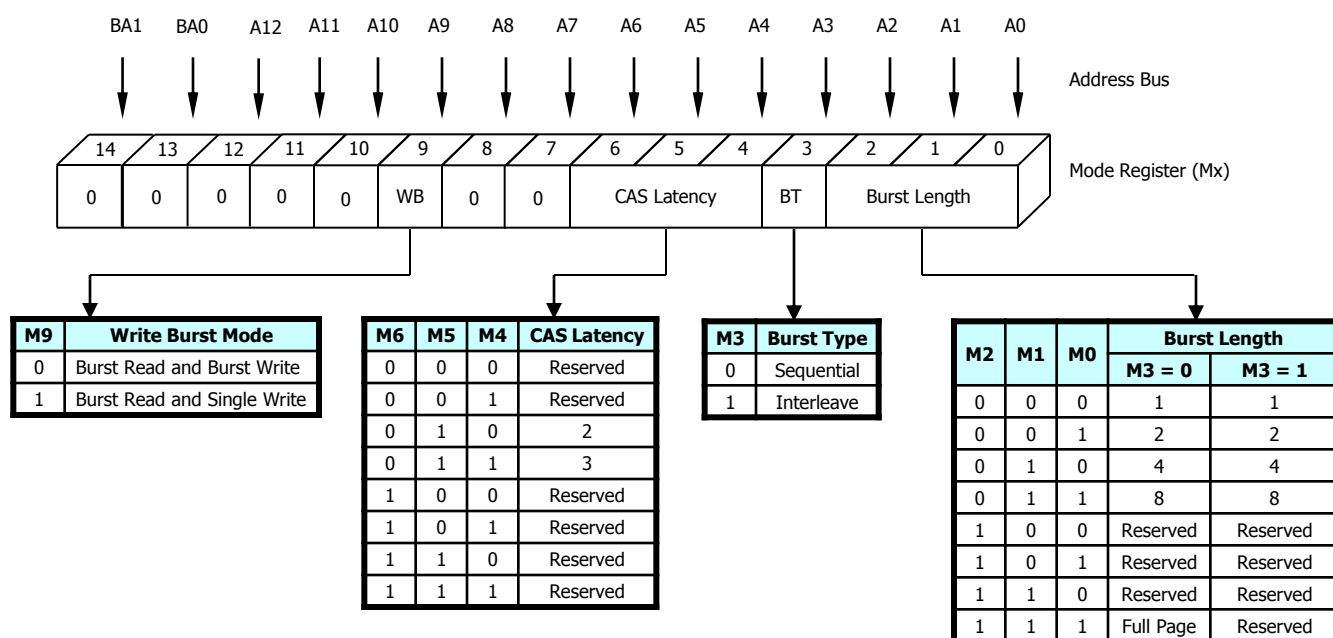 BA1 BA0 A12 A11 A10 A9 A8 A7 A6 A5 A4 A3 A2 A1 A0
Address Bus
14 13 12 11 10 9 8 7 6 5 4 3 2 1 0
Mode Register (Mx)
0 0 0 0 0 WB 0 0 CAS Latency BT Burst Length
M9 Write Burst Mode
0 Burst Read and Burst Write
1 Burst Read and Single Write
M6 M5 M4 CAS Latency
0 0 0 Reserved
0 0 1 Reserved
0 1 0 2
0 1 1 3
1 0 0 Reserved
1 0 1 Reserved
1 1 0 Reserved
1 1 1 Reserved
M3 Burst Type
0 Sequential
1 Interleave
M2 M1 M0 Burst Length
M3 = 0 M3 = 1
0 0 0 1 1
0 0 1 2 2
0 1 0 4 4
0 1 1 8 8
1 0 0 Reserved Reserved
1 0 1 Reserved Reserved
1 1 0 Reserved Reserved
1 1 1 Full Page Reserved